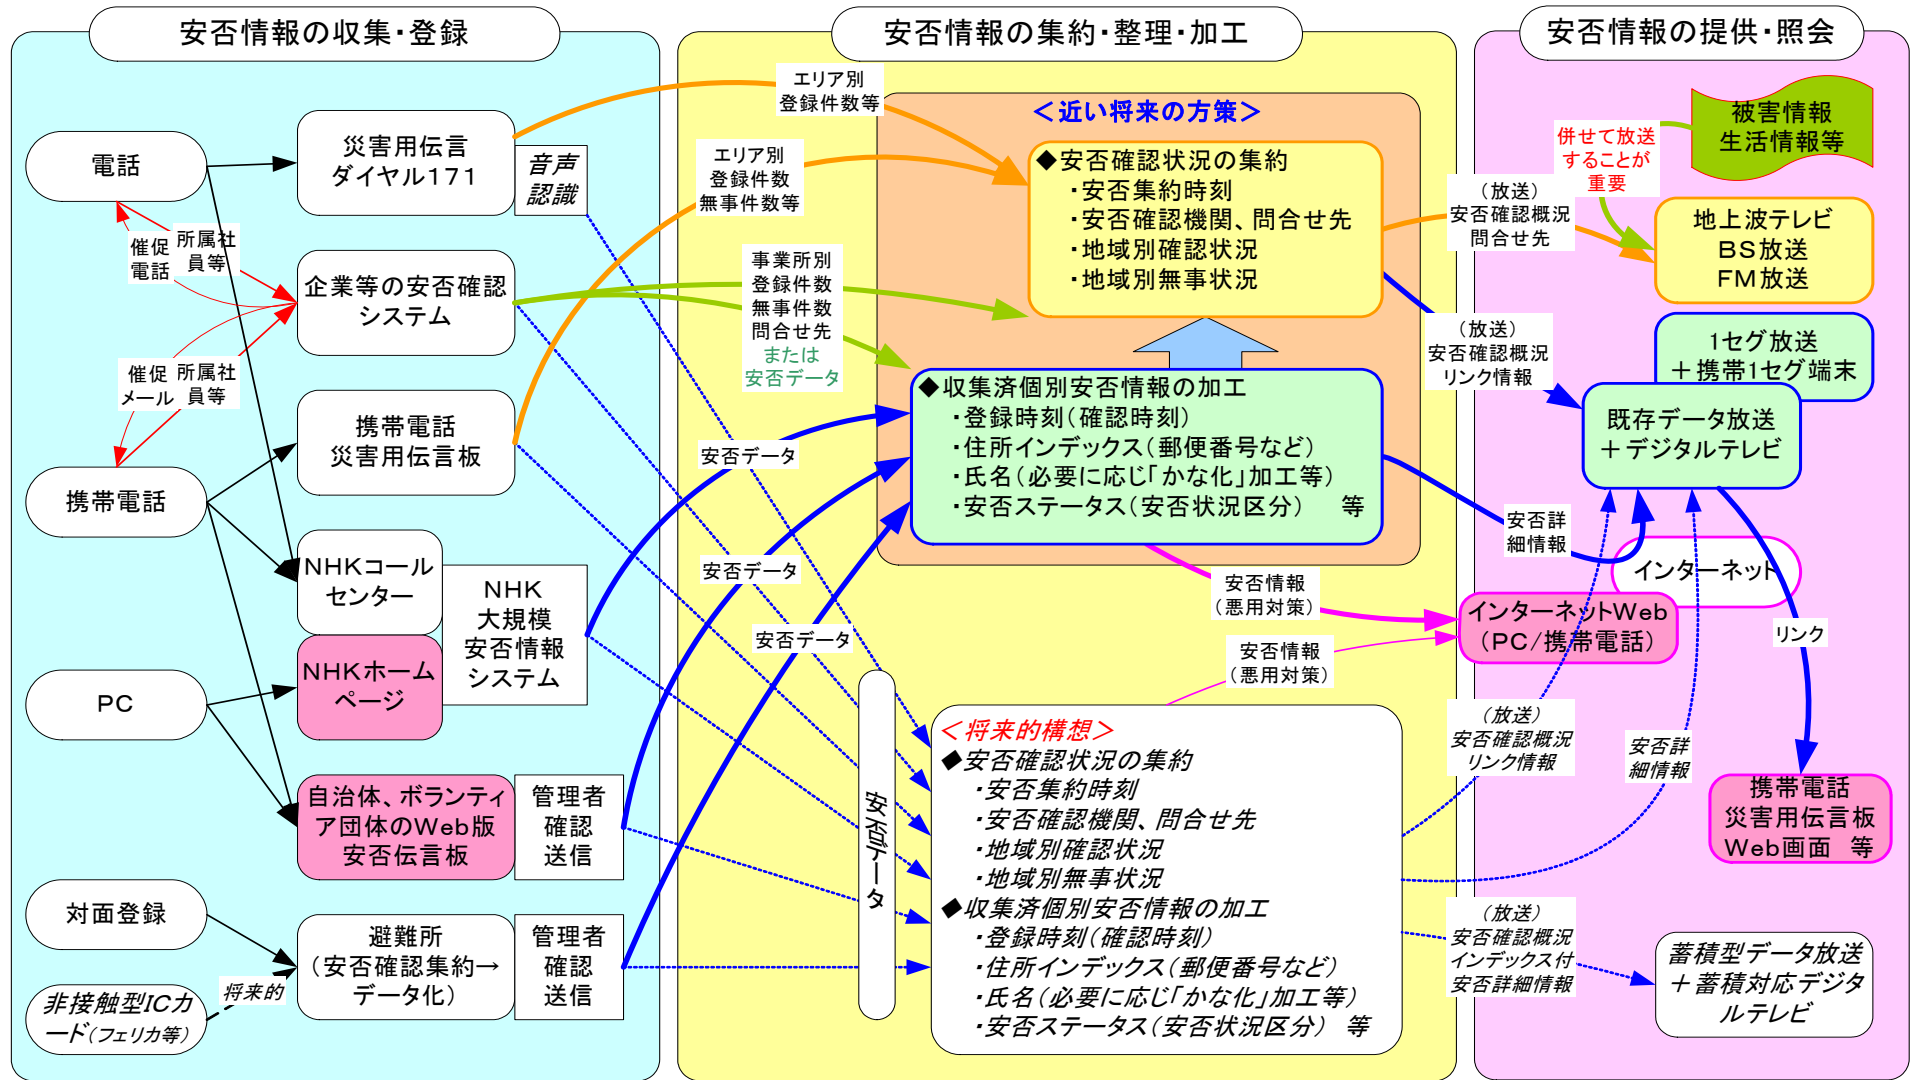 安否情報の収集・登録
電話
携帯電話
PC
対面登録
非接触型ICカ
ード(フェリカ等)
将来的
催促
電話
所属社
員等
催促
メール
所属社
員等
災害用伝言
ダイヤル171
音声
認識
企業等の安否確認
システム
携帯電話
災害用伝言板
NHKコール
センター
NHKホーム
ページ
NHK
大規模
安否情報
システム
自治体、ボランティ
ア団体のWeb版
安否伝言板
管理者
確認
送信
避難所
(安否確認集約→
データ化)
管理者
確認
送信
安否情報の集約・整理・加工
エリア別
登録件数等
エリア別
登録件数
無事件数等
事業所別
登録件数
無事件数
問合せ先
または
安否データ
安否データ
安否データ
安否データ
安否データ
<近い将来の方策>
◆安否確認状況の集約
・安否集約時刻
・安否確認機関、問合せ先
・地域別確認状況
・地域別無事状況
◆収集済個別安否情報の加工
・登録時刻(確認時刻)
・住所インデックス(郵便番号など)
・氏名(必要に応じ「かな化」加工等)
・安否ステータス(安否状況区分) 等
安否情報
(悪用対策)
安否情報
(悪用対策)
<将来的構想>
◆安否確認状況の集約
・安否集約時刻
・安否確認機関、問合せ先
・地域別確認状況
・地域別無事状況
◆収集済個別安否情報の加工
・登録時刻(確認時刻)
・住所インデックス(郵便番号など)
・氏名(必要に応じ「かな化」加工等)
・安否ステータス(安否状況区分) 等
安否情報の提供・照会
被害情報
生活情報等
併せて放送
することが
重要
(放送)
安否確認概況
問合せ先
地上波テレビ
BS放送
FM放送
(放送)
安否確認概況
リンク情報
1セグ放送
+携帯1セグ端末
既存データ放送
+デジタルテレビ
安否詳
細情報
インターネット
インターネットWeb
(PC/携帯電話)
リンク
(放送)
安否確認概況
リンク情報
安否詳
細情報
携帯電話
災害用伝言板
Web画面 等
(放送)
安否確認概況
インデックス付
安否詳細情報
蓄積型データ放送
+蓄積対応デジタ
ルテレビ